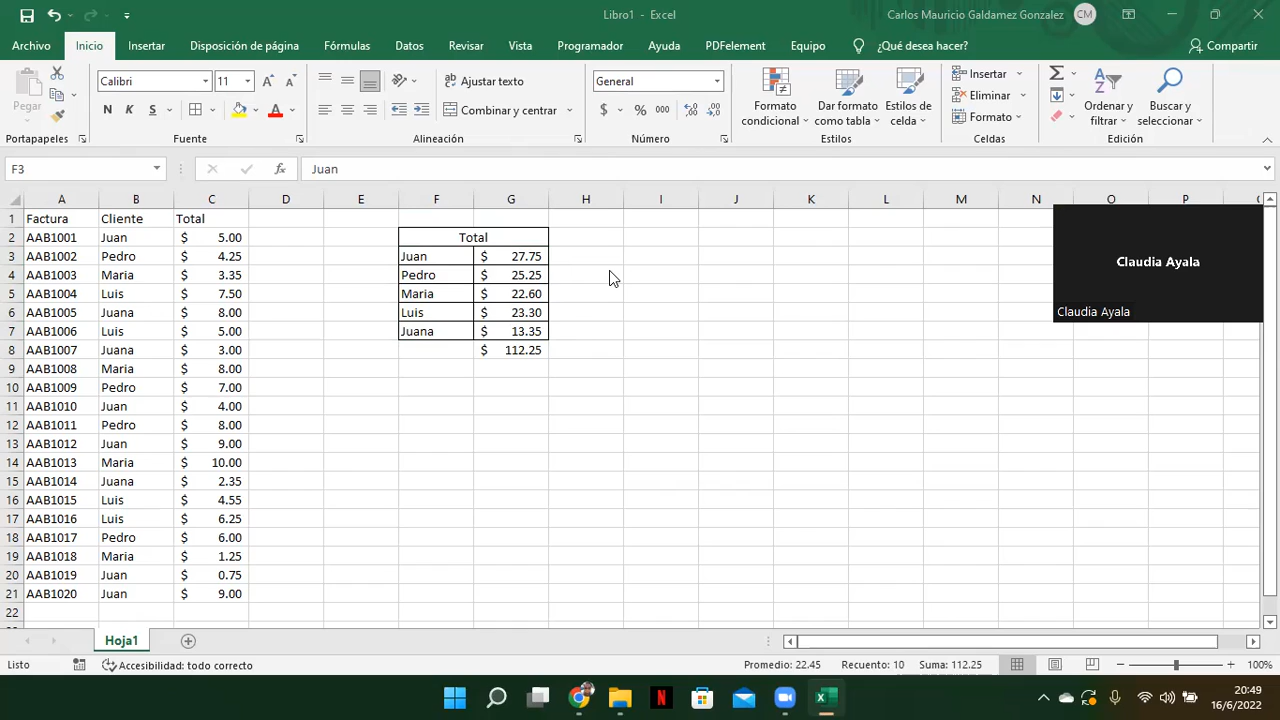 Libro1 - Excel
Carlos Mauricio Galdamez Gonzalez CM
Archivo Inicio Insertar Disposición de página Fórmulas Datos Revisar Vista Programador Ayuda PDFelement Equipo ¿Qué desea hacer? Compartir
Pegar
Portapapeles
Calibri 11
N K S
Fuente
Ajustar texto
Combinar y centrar
Alineación
General
$ % 000
Número
Formato condicional
Dar formato como tabla
Estilos de celda
Estilos
Insertar
Eliminar
Formato
Celdas
Ordenar y filtrar
Buscar y seleccionar
Edición
F3 fx Juan
A B C D E F G H I J K L M N O P
1 Factura Cliente Total
2 AAB1001 Juan $ 5.00 Total
3 AAB1002 Pedro $ 4.25 Juan $ 27.75
4 AAB1003 Maria $ 3.35 Pedro $ 25.25
5 AAB1004 Luis $ 7.50 Maria $ 22.60
6 AAB1005 Juana $ 8.00 Luis $ 23.30
7 AAB1006 Luis $ 5.00 Juana $ 13.35
8 AAB1007 Juana $ 3.00 $ 112.25
9 AAB1008 Maria $ 8.00
10 AAB1009 Pedro $ 7.00
11 AAB1010 Juan $ 4.00
12 AAB1011 Pedro $ 8.00
13 AAB1012 Juan $ 9.00
14 AAB1013 Maria $ 10.00
15 AAB1014 Juana $ 2.35
16 AAB1015 Luis $ 4.55
17 AAB1016 Luis $ 6.25
18 AAB1017 Pedro $ 6.00
19 AAB1018 Maria $ 1.25
20 AAB1019 Juan $ 0.75
21 AAB1020 Juan $ 9.00
22
Claudia Ayala
Claudia Ayala
Hoja1
Listo Accesibilidad: todo correcto Promedio: 22.45 Recuento: 10 Suma: 112.25 100%
20:49
16/6/2022